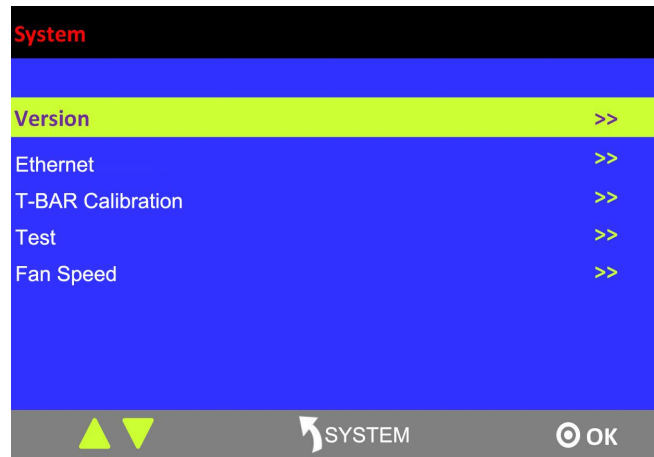 System
Version >>
Ethernet >>
T-BAR Calibration >>
Test >>
Fan Speed >>
SYSTEM OK